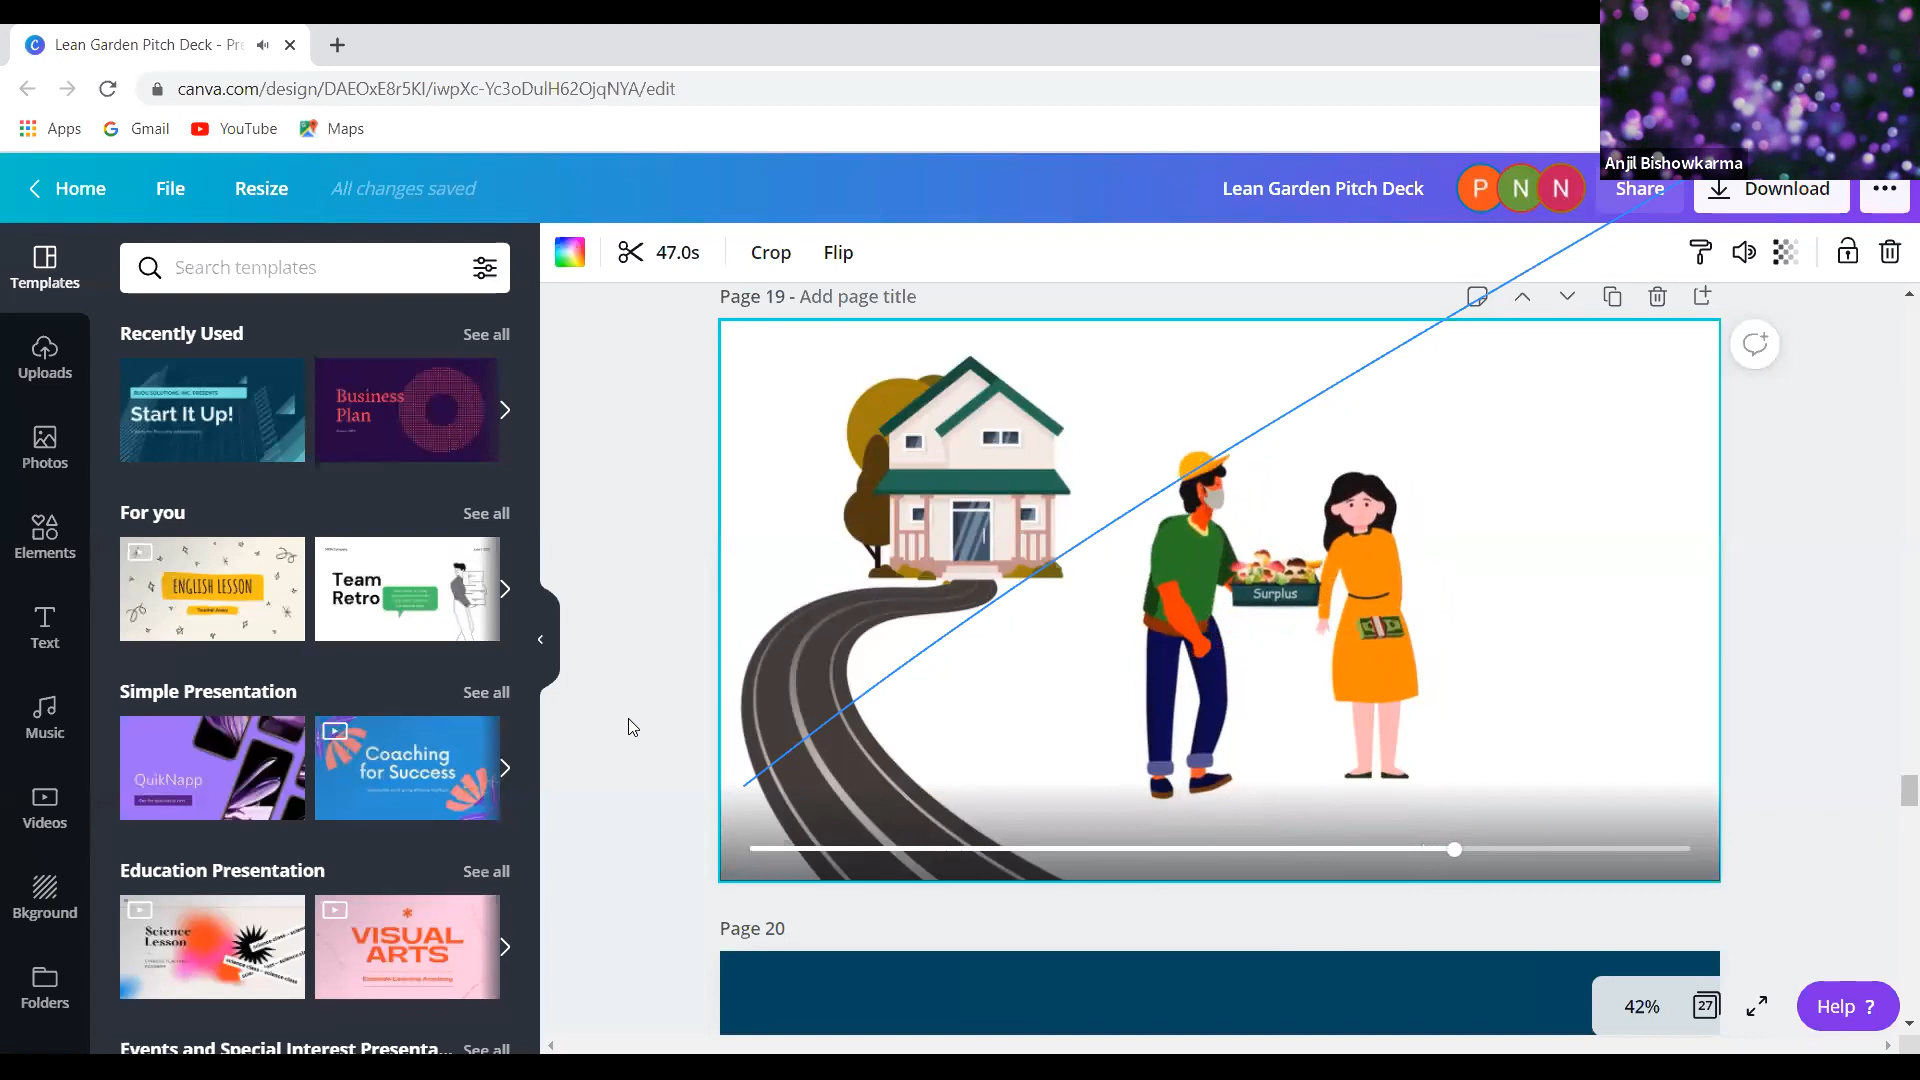 Lean Garden Pitch Deck - Pre
canva.com/design/DAEOxE8r5KI/iwpXc-Yc3oDulH62OjqNYA/edit
Apps
Gmail
YouTube
Maps
Anjil Bishowkarma
Home
File
Resize
All changes saved
Lean Garden Pitch Deck
P
N
N
Share
Download
Templates
Uploads
Photos
Elements
Text
Music
Videos
Bkground
Folders
Search templates
Recently Used
See all
Start It Up!
Business
Plan
For you
See all
ENGLISH LESSON
Team
Retro
Simple Presentation
See all
QuikNapp
Coaching
for Success
Education Presentation
See all
Science
Lesson
VISUAL
ARTS
Events and Special Interest Presenta...
See all
47.0s
Crop
Flip
Page 19 - Add page title
Surplus
Page 20
42%
27
Help ?